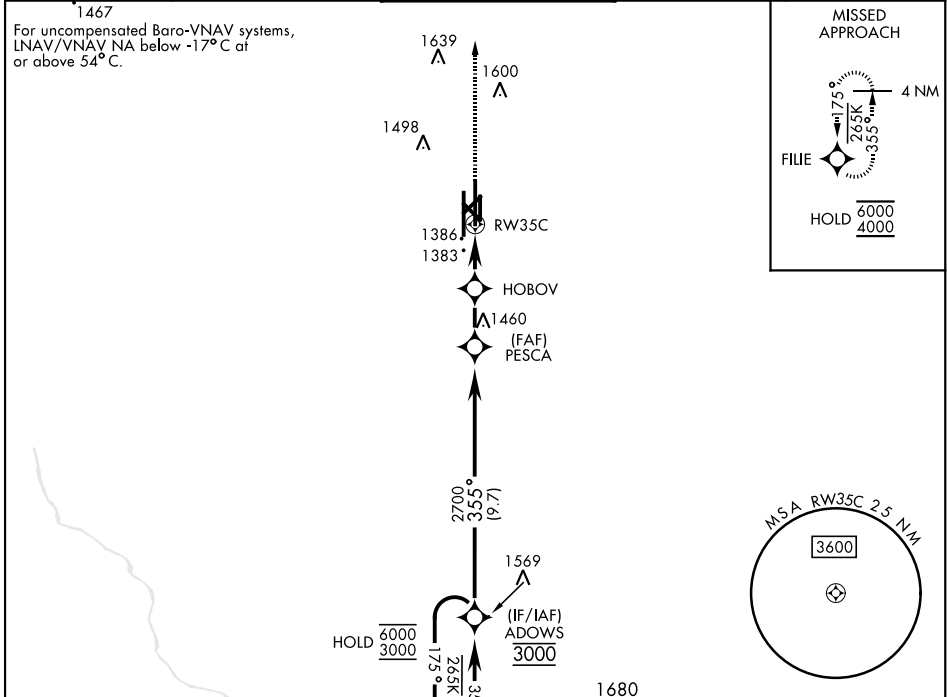 1467
For uncompensated Baro-VNAV systems,
LNAV/VNAV NA below -17°C at
or above 54°C.
1639
1600
1498
MISSED
APPROACH
175°
265K
355°
4 NM
FILIE
HOLD 6000
4000
RW35C
1386
1383
HOBOV
1460
(FAF)
PESCA
2700
355°
(9.7)
MSA RW35C 25 NM
3600
1569
(IF/IAF)
ADOWS
3000
HOLD 6000
3000
175°
265K
1680